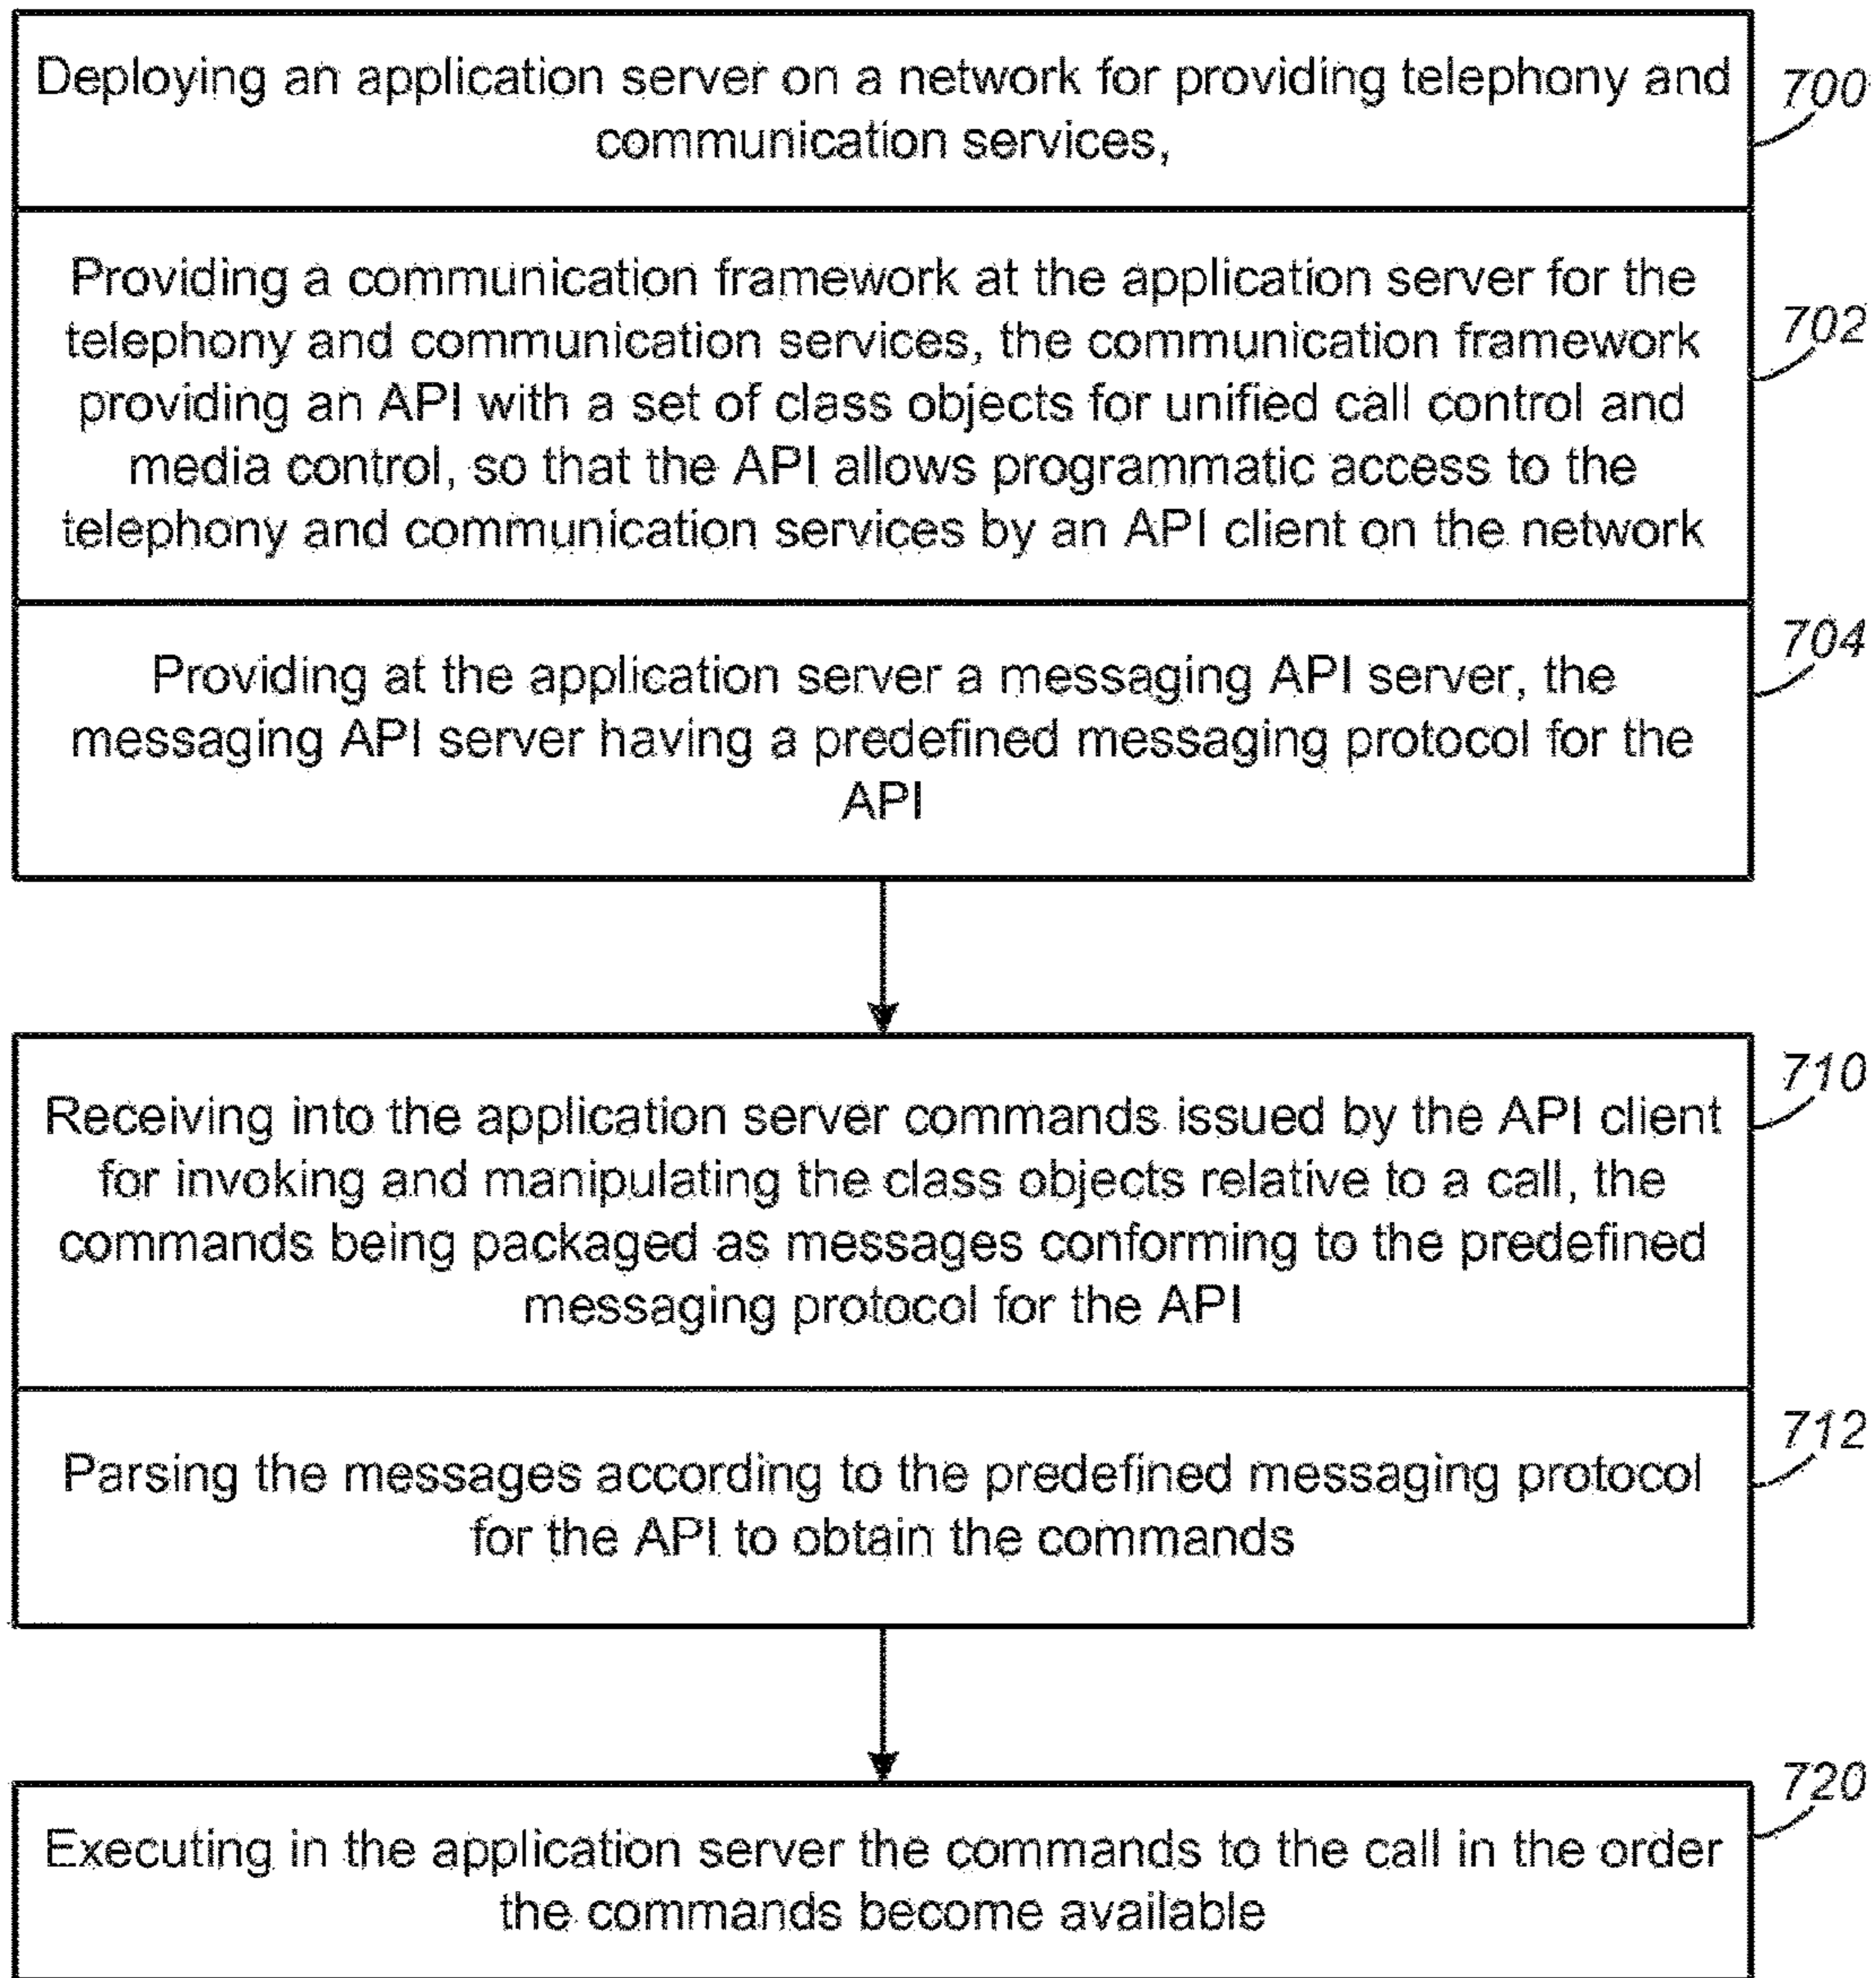 Deploying an application server on a network for providing telephony and
communication services,
700
Providing a communication framework at the application server for the
telephony and communication services, the communication framework
providing an API with a set of class objects for unified call control and
media control, so that the API allows programmatic access to the
telephony and communication services by an API client on the network
702
Providing at the application server a messaging API server, the
messaging API server having a predefined messaging protocol for the
API
704
Receiving into the application server commands issued by the API client
for invoking and manipulating the class objects relative to a call, the
commands being packaged as messages conforming to the predefined
messaging protocol for the API
710
Parsing the messages according to the predefined messaging protocol
for the API to obtain the commands
712
Executing in the application server the commands to the call in the order
the commands become available
720